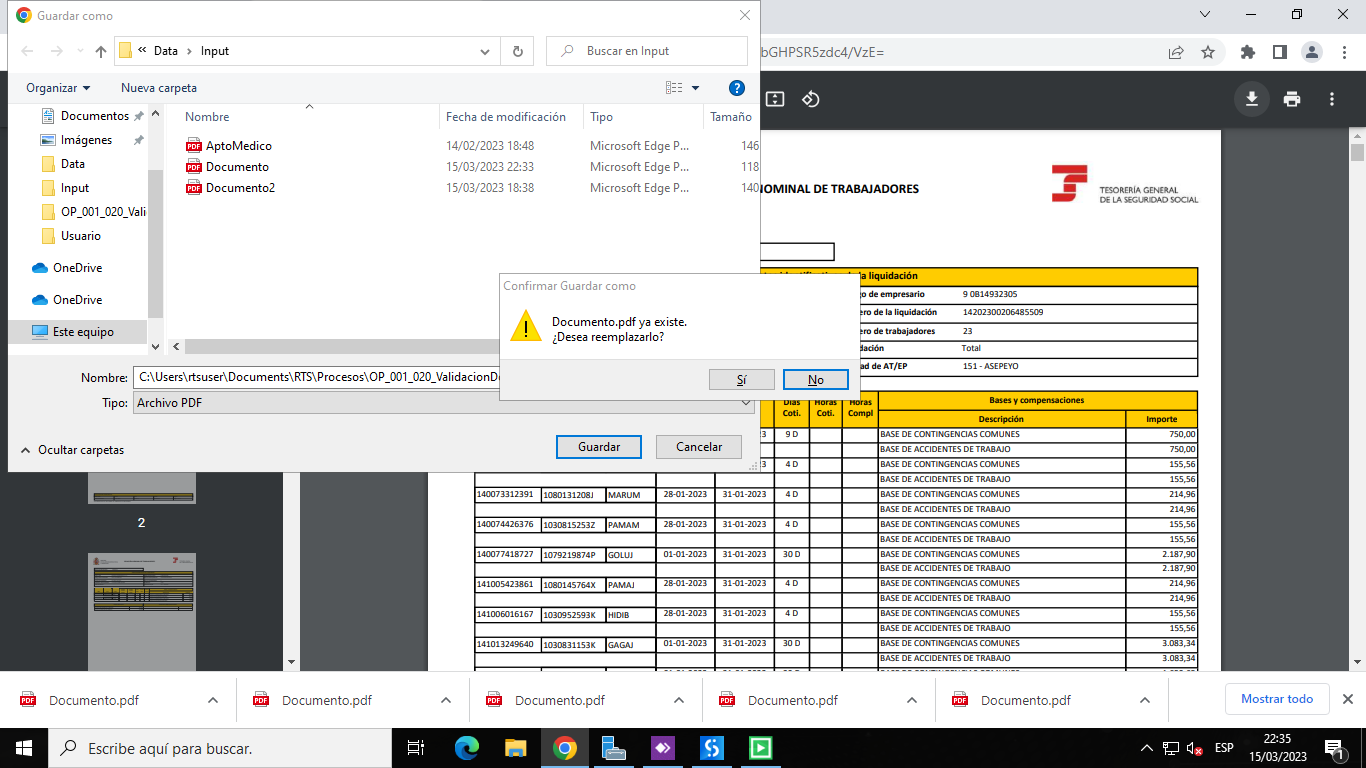 Guardar como
« Data › Input
Buscar en Input
bGHPSR5zdc4/VzE=
Organizar
Nueva carpeta
Documentos
Imágenes
Data
Input
OP_001_020_Vali
Usuario
OneDrive
OneDrive
Este equipo
Nombre Fecha de modificación Tipo Tamaño
AptoMedico 14/02/2023 18:48 Microsoft Edge P... 146
Documento 15/03/2023 22:33 Microsoft Edge P... 118
Documento2 15/03/2023 18:38 Microsoft Edge P... 140
Nombre: C:\Users\rtsuser\Documents\RTS\Procesos\OP_001_020_ValidacionDo
Tipo: Archivo PDF
Ocultar carpetas
Guardar
Cancelar
Confirmar Guardar como
Documento.pdf ya existe.
¿Desea reemplazarlo?
Sí
No
NOMINAL DE TRABAJADORES
TESORERÍA GENERAL
DE LA SEGURIDAD SOCIAL
la liquidación
o de empresario 9 0B14932305
ero de la liquidación 14202300206485509
ero de trabajadores 23
dación Total
ad de AT/EP 151 - ASEPEYO
Días Coti. Horas Coti. Horas Compl Bases y compensaciones
Descripción Importe
3 9 D BASE DE CONTINGENCIAS COMUNES 750,00
BASE DE ACCIDENTES DE TRABAJO 750,00
3 4 D BASE DE CONTINGENCIAS COMUNES 155,56
BASE DE ACCIDENTES DE TRABAJO 155,56
140073312391 1080131208J MARUM 28-01-2023 31-01-2023 4 D BASE DE CONTINGENCIAS COMUNES 214,96
BASE DE ACCIDENTES DE TRABAJO 214,96
140074426376 1030815253Z PAMAM 28-01-2023 31-01-2023 4 D BASE DE CONTINGENCIAS COMUNES 155,56
BASE DE ACCIDENTES DE TRABAJO 155,56
140077418727 1079219874P GOLUJ 01-01-2023 31-01-2023 30 D BASE DE CONTINGENCIAS COMUNES 2.187,90
BASE DE ACCIDENTES DE TRABAJO 2.187,90
141005423861 1080145764X PAMAJ 28-01-2023 31-01-2023 4 D BASE DE CONTINGENCIAS COMUNES 214,96
BASE DE ACCIDENTES DE TRABAJO 214,96
141006016167 1030952593K HIDIB 28-01-2023 31-01-2023 4 D BASE DE CONTINGENCIAS COMUNES 155,56
BASE DE ACCIDENTES DE TRABAJO 155,56
141013249640 1030831153K GAGAJ 01-01-2023 31-01-2023 30 D BASE DE CONTINGENCIAS COMUNES 3.083,34
BASE DE ACCIDENTES DE TRABAJO 3.083,34
2
Documento.pdf
Documento.pdf
Documento.pdf
Documento.pdf
Documento.pdf
Mostrar todo
Escribe aquí para buscar.
ESP
22:35
15/03/2023
1